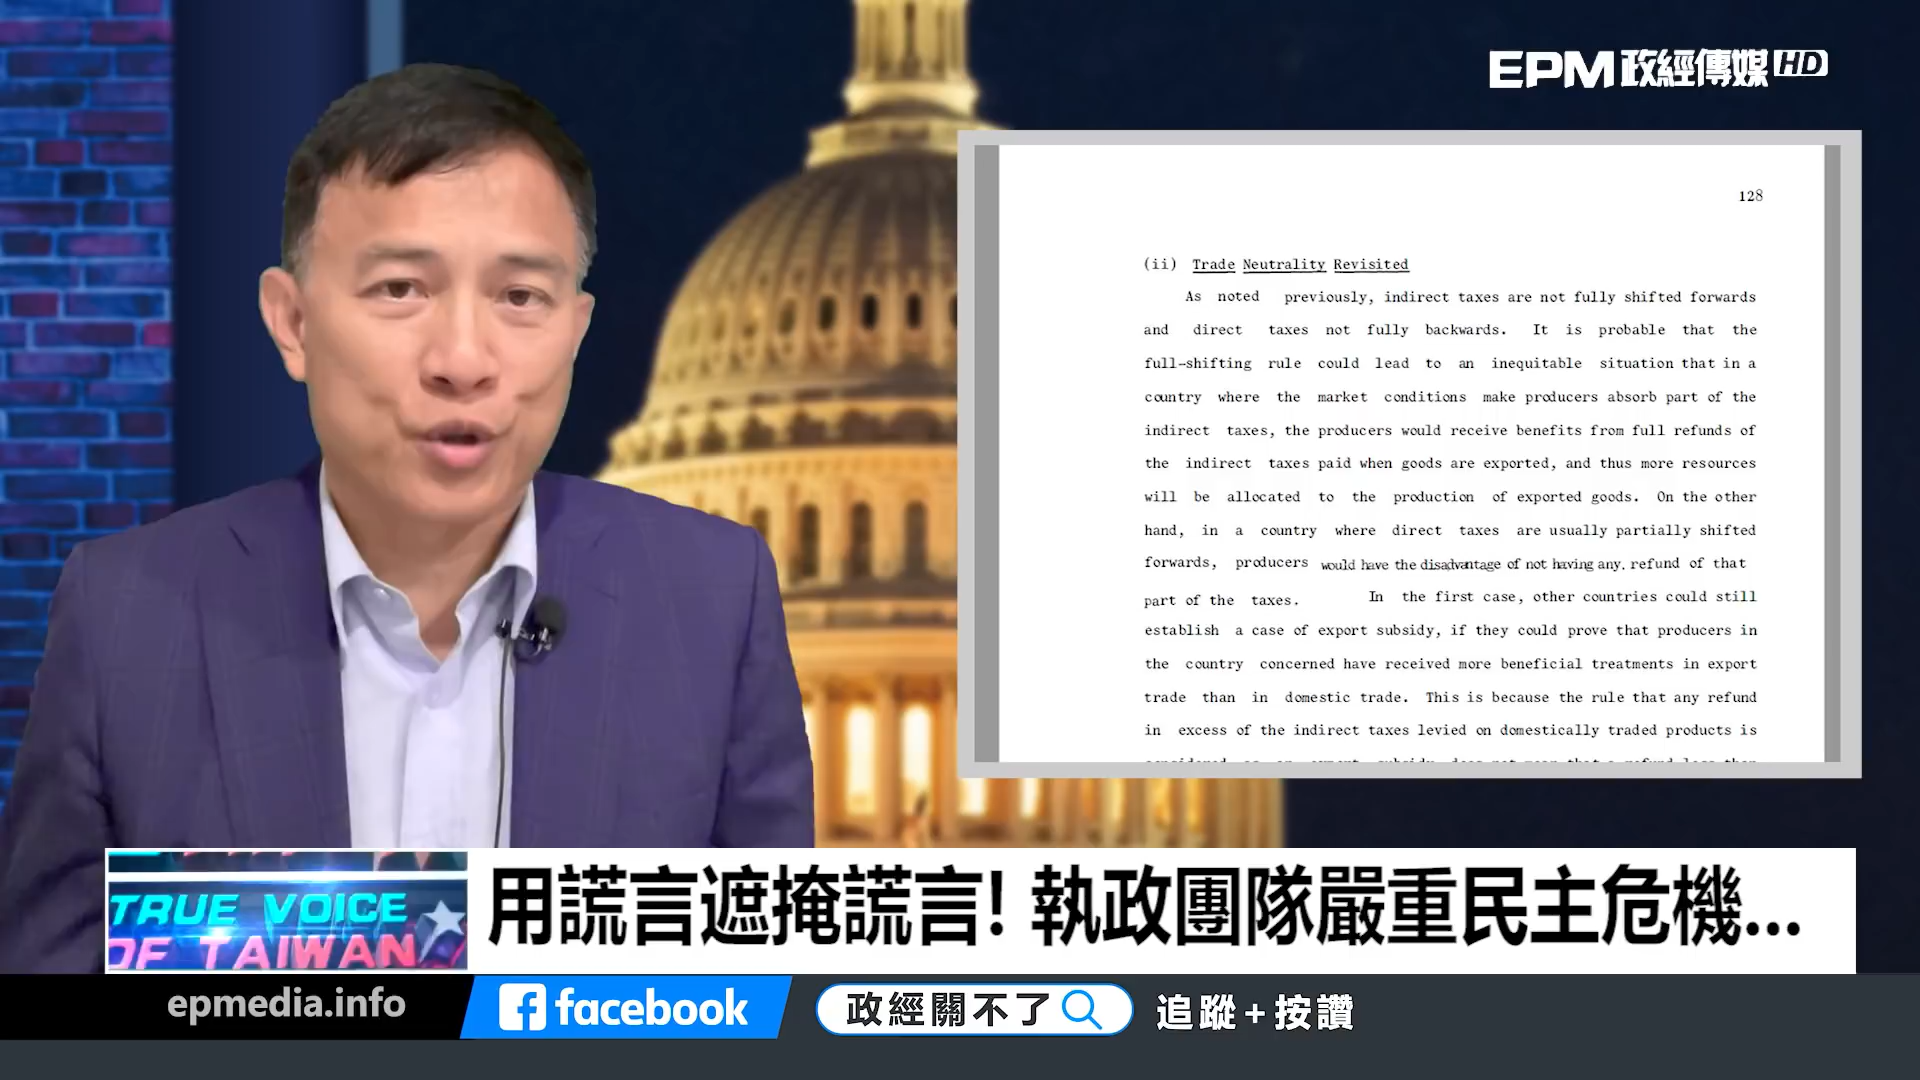 EPM政經傳媒HD
128
(ii) Trade Neutrality Revisited
As noted previously, indirect taxes are not fully shifted forwards
and direct taxes not fully backwards. It is probable that the
full-shifting rule could lead to an inequitable situation that in a
country where the market conditions make producers absorb part of the
indirect taxes, the producers would receive benefits from full refunds of
the indirect taxes paid when goods are exported, and thus more resources
will be allocated to the production of exported goods. On the other
hand, in a country where direct taxes are usually partially shifted
forwards, producers would have the disadvantage of not having any. refund of that
part of the taxes. In the first case, other countries could still
establish a case of export subsidy, if they could prove that producers in
the country concerned have received more beneficial treatments in export
trade than in domestic trade. This is because the rule that any refund
in excess of the indirect taxes levied on domestically traded products is
TRUE VOICE
OF TAIWAN
用謊言遮掩謊言! 執政團隊嚴重民主危機...
epmedia.info
facebook
政經關不了
追蹤+按讚